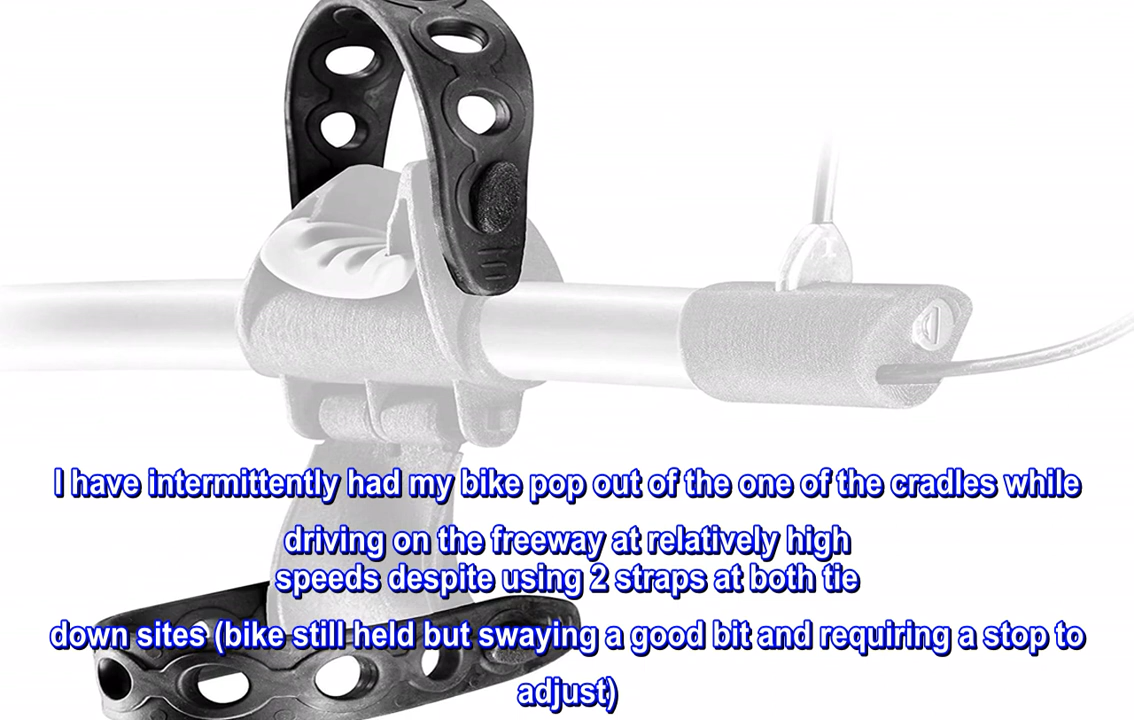 I have intermittently had my bike pop out of the one of the cradles while
driving on the freeway at relatively high
speeds despite using 2 straps at both tie
down sites (bike still held but swaying a good bit and requiring a stop to
adjust)